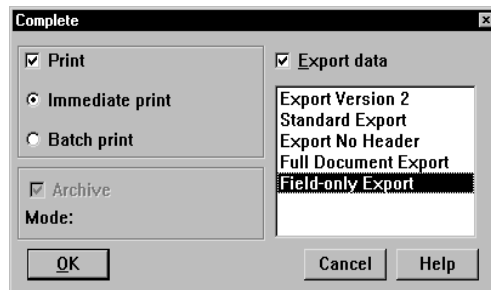 Complete
Print
Immediate print
Batch print
Archive
Mode:
Export data
Export Version 2
Standard Export
Export No Header
Full Document Export
Field-only Export
OK
Cancel
Help